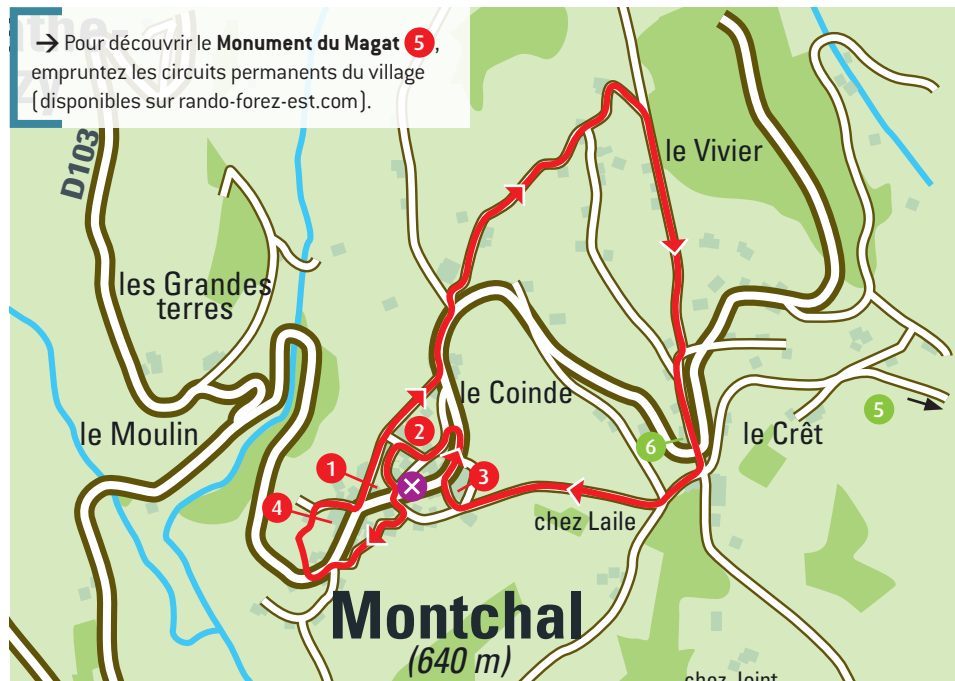 → Pour découvrir le Monument du Magat 5,
empruntez les circuits permanents du village
(disponibles sur rando-forez-est.com).
D103
le Vivier
les Grandes
terres
le Coinde
le Moulin
le Crêt
5
6
2
1
3
4
chez Laile
Montchal
(640 m)